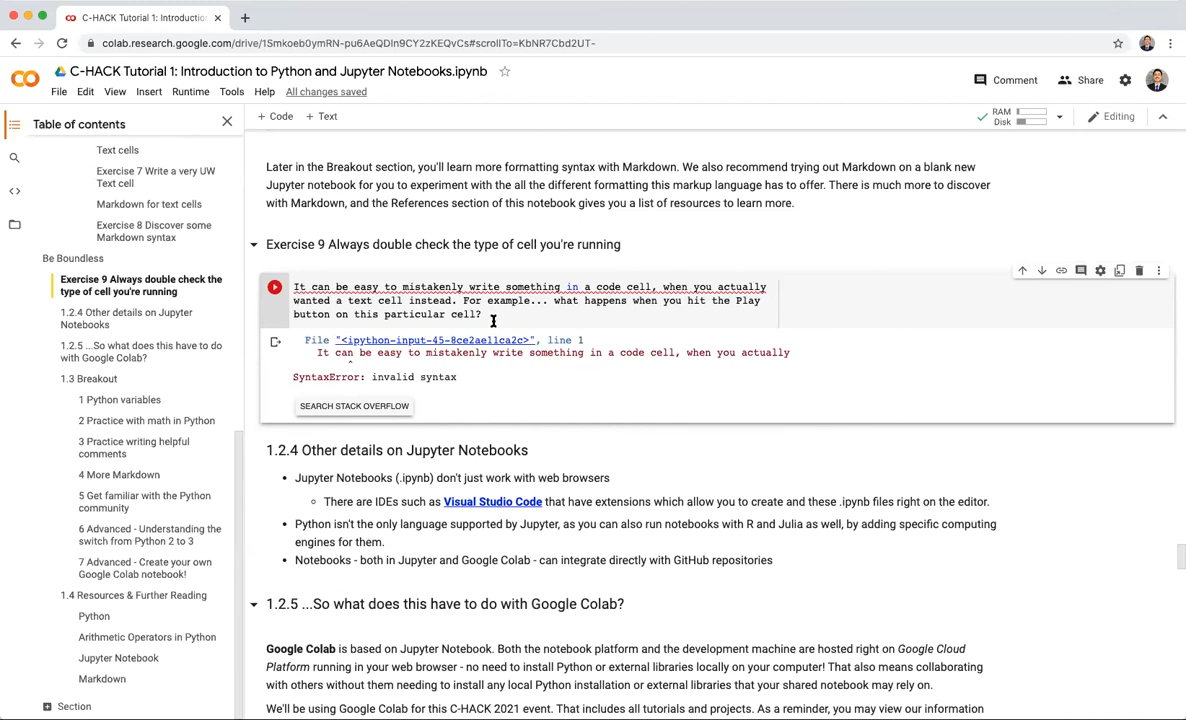 C-HACK Tutorial 1: Introduction
colab.research.google.com/drive/1Smkoeb0ymRN-pu6AeQDIn9CY2zKEQvCs#scrollTo=KbNR7Cbd2UT-
C-HACK Tutorial 1: Introduction to Python and Jupyter Notebooks.ipynb
Comment
Share
File Edit View Insert Runtime Tools Help All changes saved
Table of contents
+ Code + Text
RAM
Disk
Editing
Text cells
Exercise 7 Write a very UW
Text cell
Markdown for text cells
Exercise 8 Discover some
Markdown syntax
Be Boundless
Exercise 9 Always double check the
type of cell you're running
1.2.4 Other details on Jupyter
Notebooks
1.2.5 ...So what does this have to do
with Google Colab?
1.3 Breakout
1 Python variables
2 Practice with math in Python
3 Practice writing helpful
comments
4 More Markdown
5 Get familiar with the Python
community
6 Advanced - Understanding the
switch from Python 2 to 3
7 Advanced - Create your own
Google Colab notebook!
1.4 Resources & Further Reading
Python
Arithmetic Operators in Python
Jupyter Notebook
Markdown
Section
Later in the Breakout section, you'll learn more formatting syntax with Markdown. We also recommend trying out Markdown on a blank new
Jupyter notebook for you to experiment with the all the different formatting this markup language has to offer. There is much more to discover
with Markdown, and the References section of this notebook gives you a list of resources to learn more.
Exercise 9 Always double check the type of cell you're running
It can be easy to mistakenly write something in a code cell, when you actually
wanted a text cell instead. For example... what happens when you hit the Play
button on this particular cell?
File "<ipython-input-45-8ce2ae11ca2c>", line 1
It can be easy to mistakenly write something in a code cell, when you actually
^
SyntaxError: invalid syntax
SEARCH STACK OVERFLOW
1.2.4 Other details on Jupyter Notebooks
• Jupyter Notebooks (.ipynb) don't just work with web browsers
◦ There are IDEs such as Visual Studio Code that have extensions which allow you to create and these .ipynb files right on the editor.
• Python isn't the only language supported by Jupyter, as you can also run notebooks with R and Julia as well, by adding specific computing
engines for them.
• Notebooks - both in Jupyter and Google Colab - can integrate directly with GitHub repositories
1.2.5 ...So what does this have to do with Google Colab?
Google Colab is based on Jupyter Notebook. Both the notebook platform and the development machine are hosted right on Google Cloud
Platform running in your web browser - no need to install Python or external libraries locally on your computer! That also means collaborating
with others without them needing to install any local Python installation or external libraries that your shared notebook may rely on.
We'll be using Google Colab for this C-HACK 2021 event. That includes all tutorials and projects. As a reminder, you may view our information